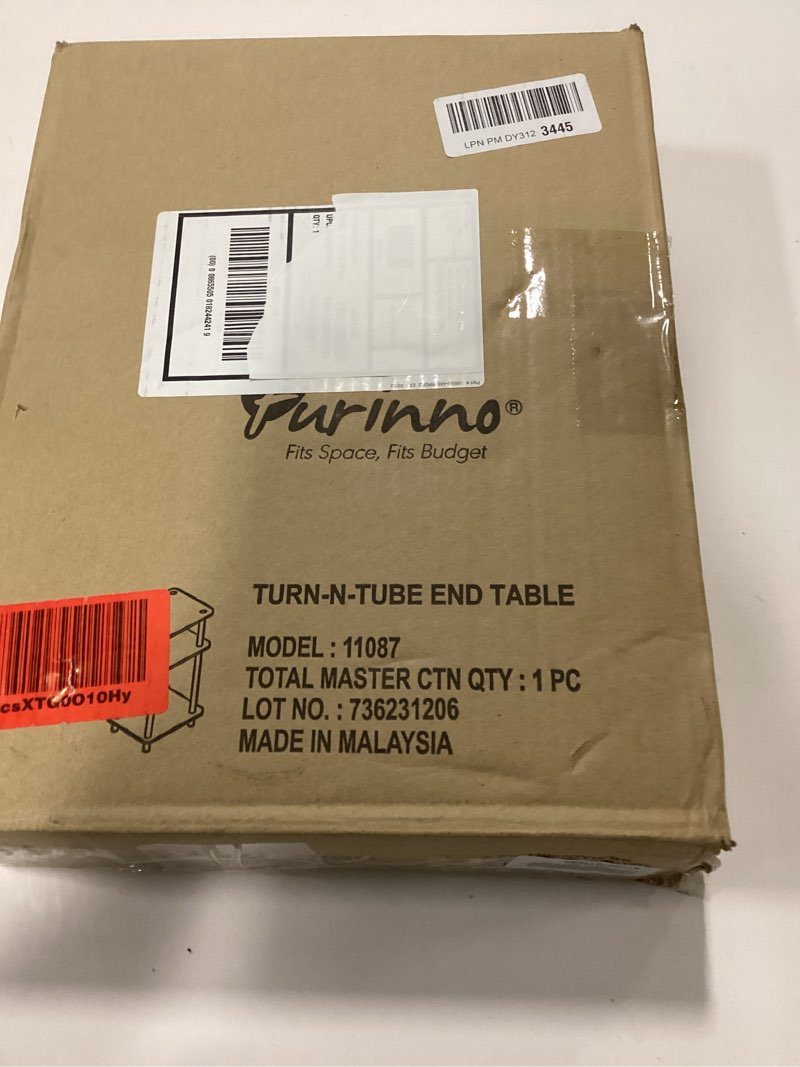 LPN PM DY312 3445
UPC:
QTY: 1
Furinno®
Fits Space, Fits Budget
TURN-N-TUBE END TABLE
MODEL : 11087
TOTAL MASTER CTN QTY : 1 PC
LOT NO. : 736231206
MADE IN MALAYSIA